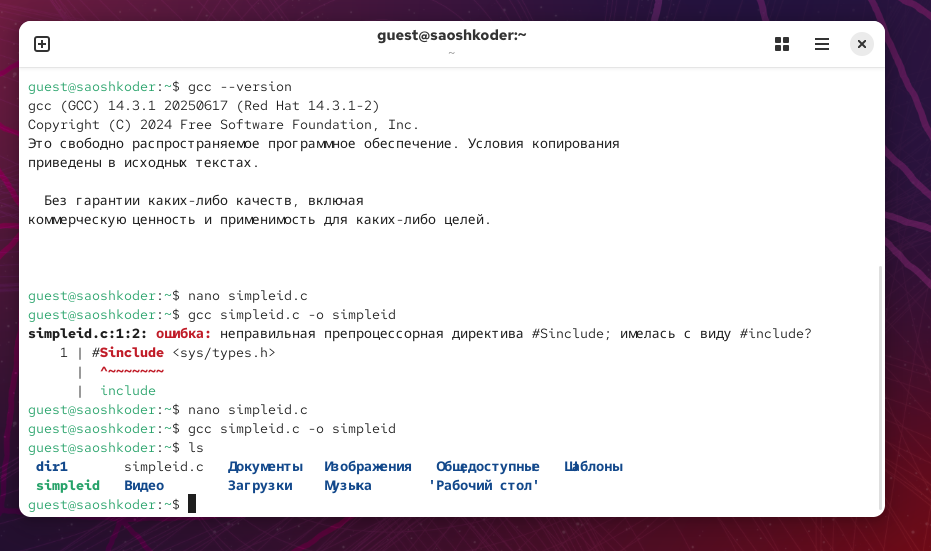 guest@saoshkoder:~
~
guest@saoshkoder:~$ gcc --version
gcc (GCC) 14.3.1 20250617 (Red Hat 14.3.1-2)
Copyright (C) 2024 Free Software Foundation, Inc.
Это свободно распространяемое программное обеспечение. Условия копирования
приведены в исходных текстах.
Без гарантии каких-либо качеств, включая
коммерческую ценность и применимость для каких-либо целей.
guest@saoshkoder:~$ nano simpleid.c
guest@saoshkoder:~$ gcc simpleid.c -o simpleid
simpleid.c:1:2: ошибка: неправильная препроцессорная директива #Sinclude; имелась с виду #include?
1 | #Sinclude <sys/types.h>
| ^~~~~~~~
| include
guest@saoshkoder:~$ nano simpleid.c
guest@saoshkoder:~$ gcc simpleid.c -o simpleid
guest@saoshkoder:~$ ls
dir1 simpleid.c Документы Изображения Общедоступные Шаблоны
simpleid Видео Загрузки Музыка 'Рабочий стол'
guest@saoshkoder:~$